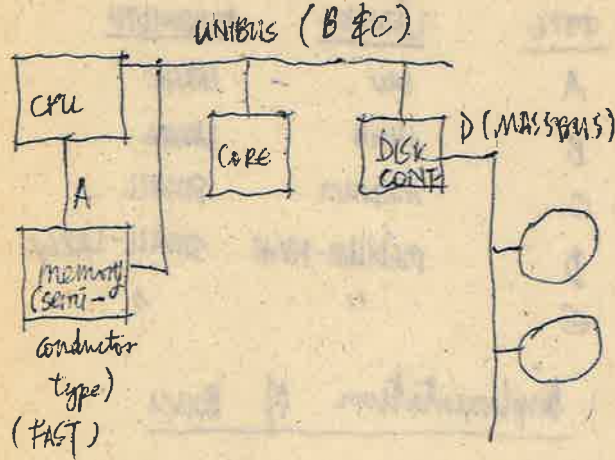 UNIBUS (B & C)
CPU
CORE
DISK
CONT.
D (MASSBUS)
A
memory
(semi-
conductor
type)
(FAST)